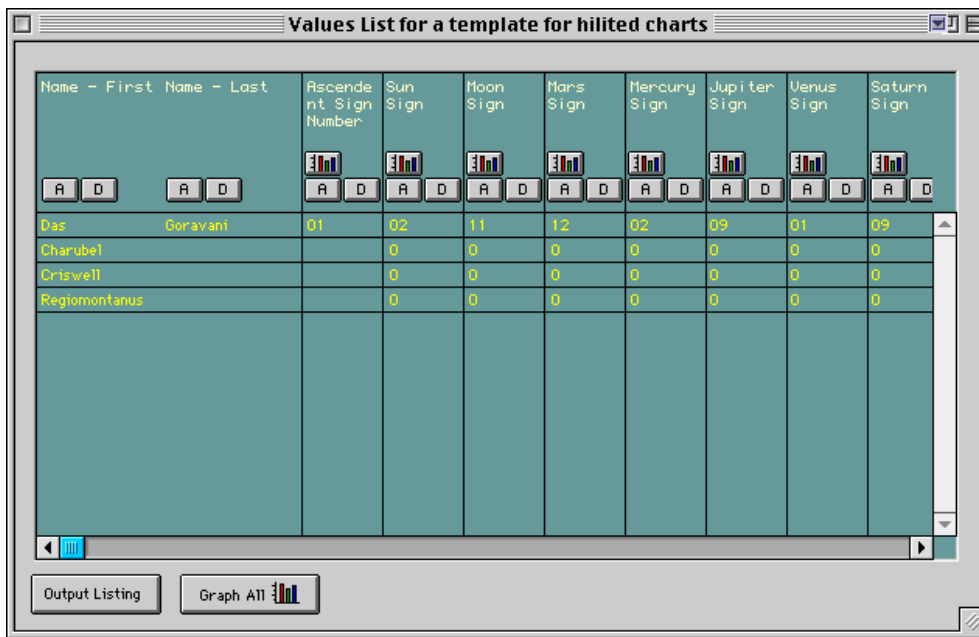 Values List for a template for hilited charts
Name - First Name - Last Ascende Sun Moon Mars Mercury Jupiter Venus Saturn
nt Sign Sign Sign Sign Sign Sign Sign Sign
Number
A D A D A D A D A D A D A D A D A D A D
Das Goravani 01 02 11 12 02 09 01 09
Charubel 0 0 0 0 0 0 0
Criswell 0 0 0 0 0 0 0
Regiomontanus 0 0 0 0 0 0 0
Output Listing Graph All